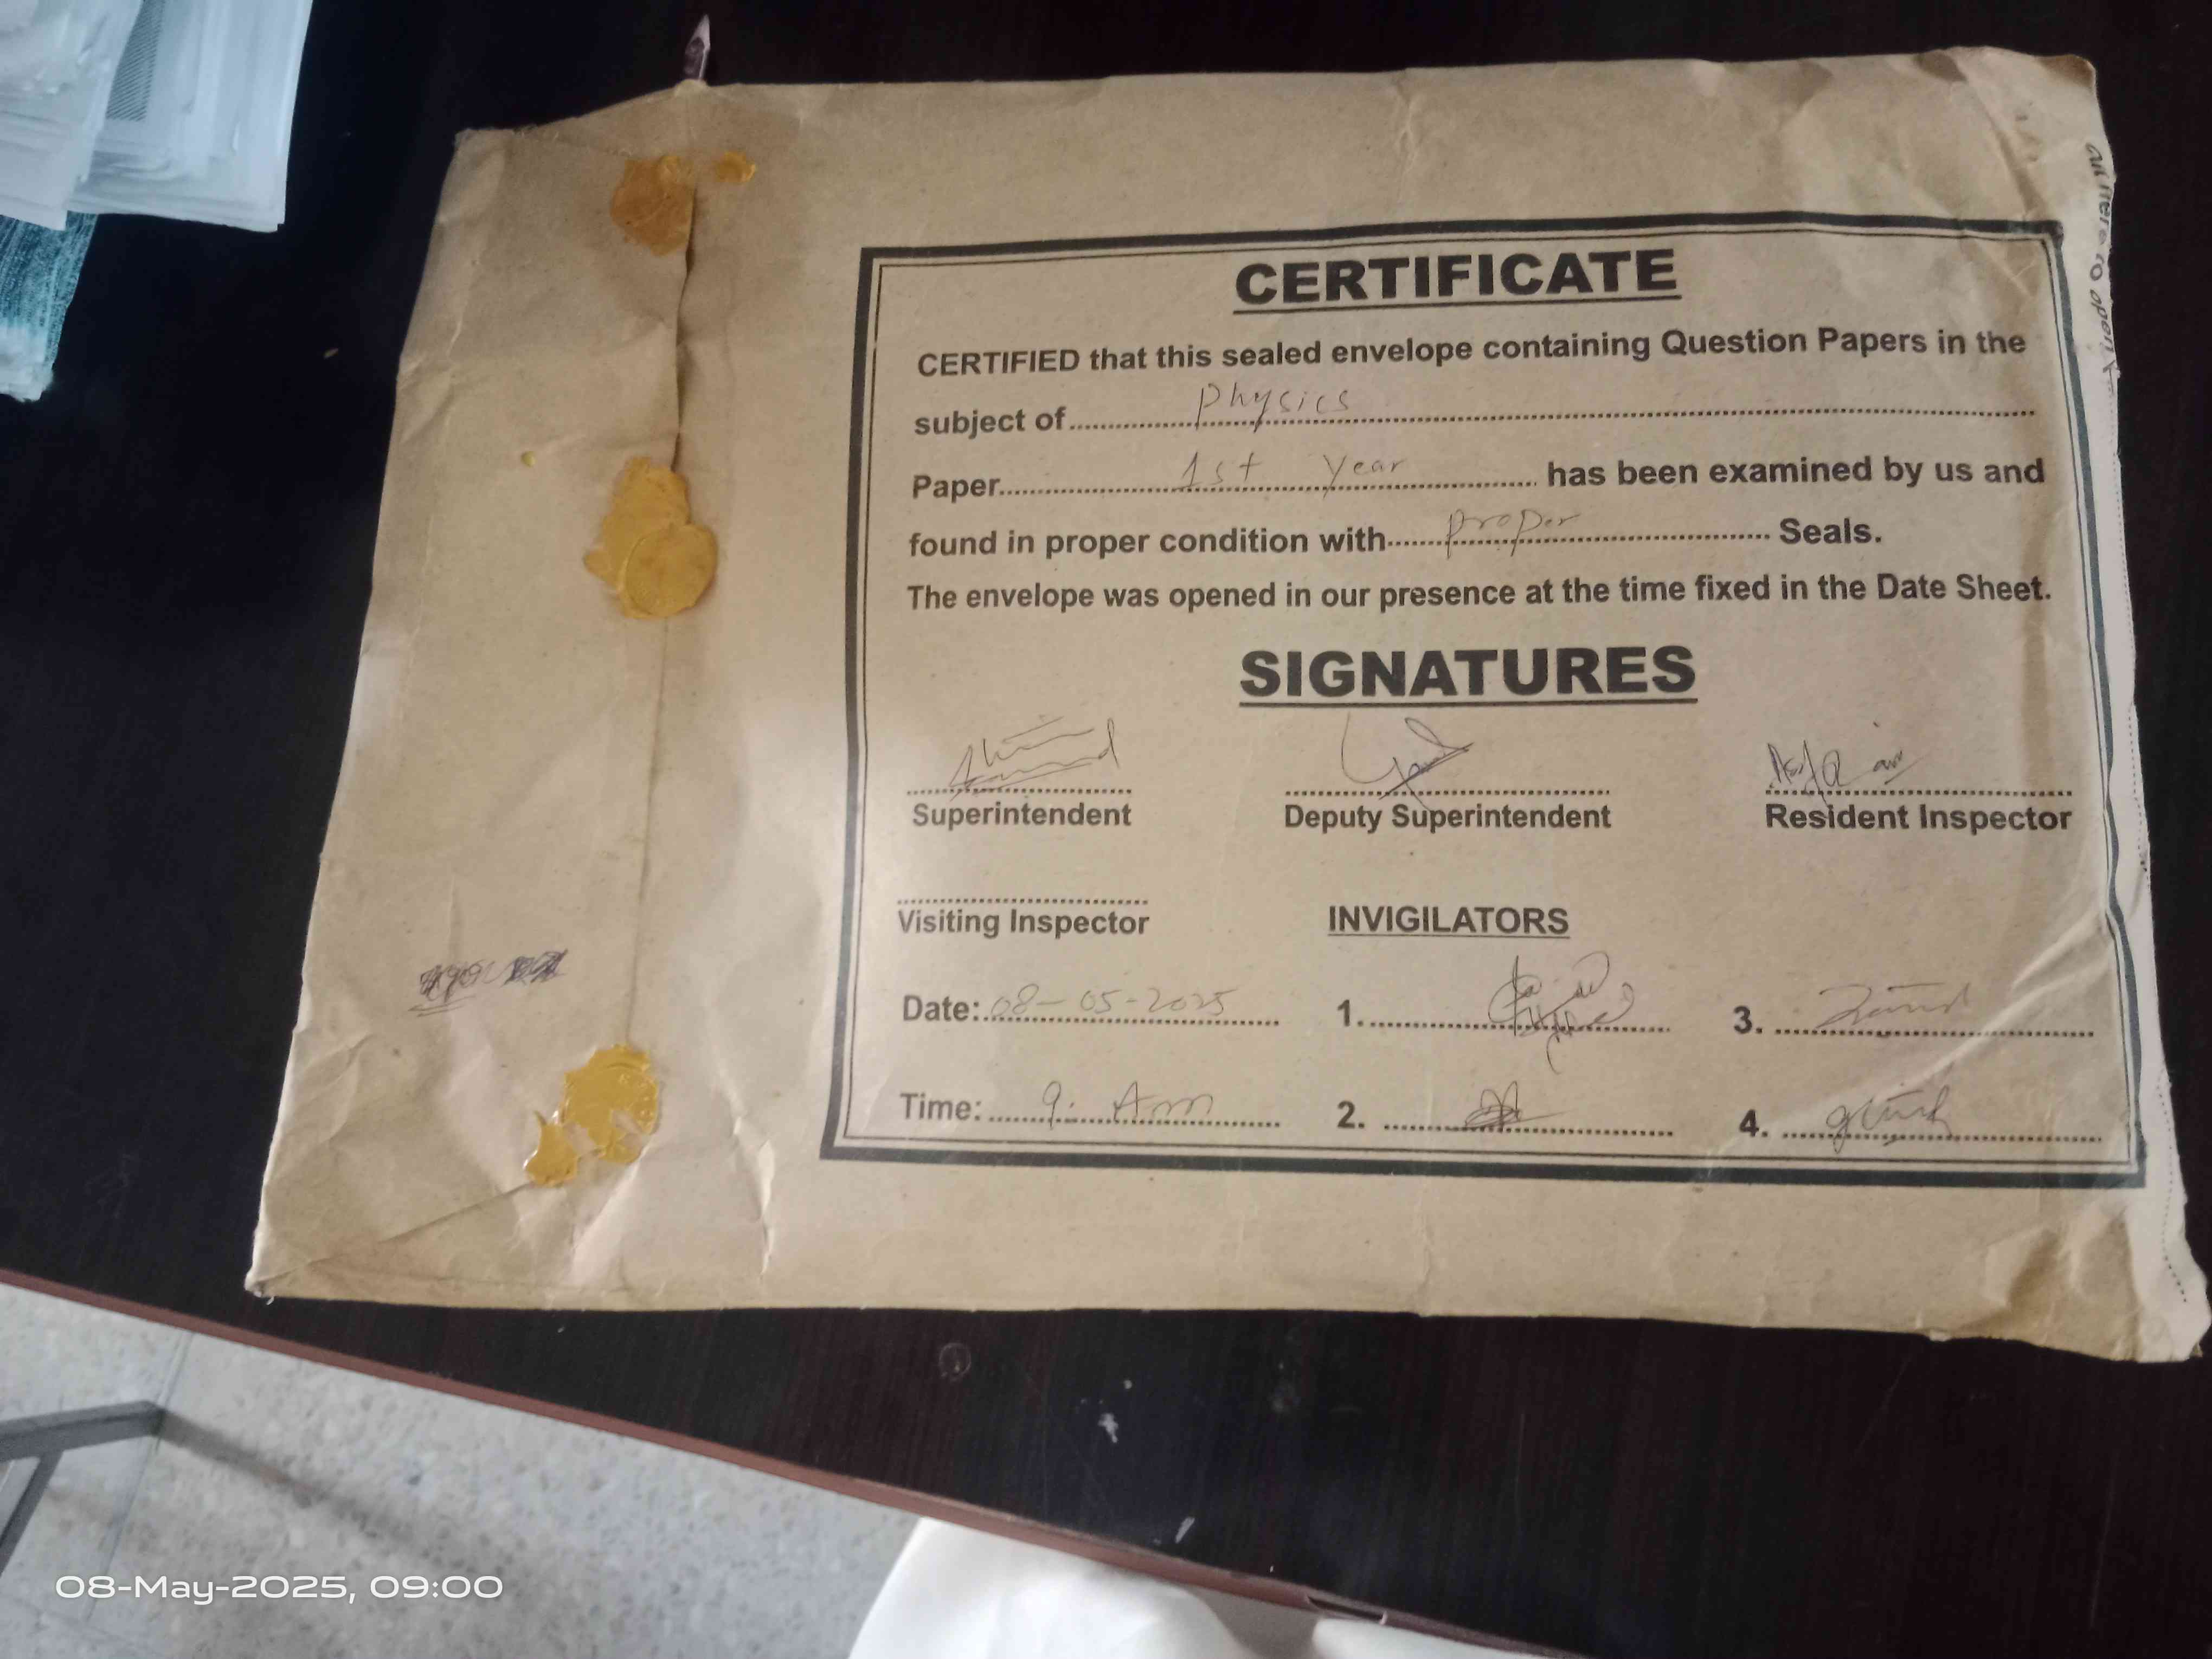 CERTIFICATE
CERTIFIED that this sealed envelope containing Question Papers in the
subject of Physics
Paper 1st Year has been examined by us and
found in proper condition with proper Seals.
The envelope was opened in our presence at the time fixed in the Date Sheet.
SIGNATURES
Superintendent Deputy Superintendent Resident Inspector
Visiting Inspector INVIGILATORS
Date: 08-05-2025 1. 3.
Time: 9: Am 2. 4.
here to open
08-May-2025, 09:00